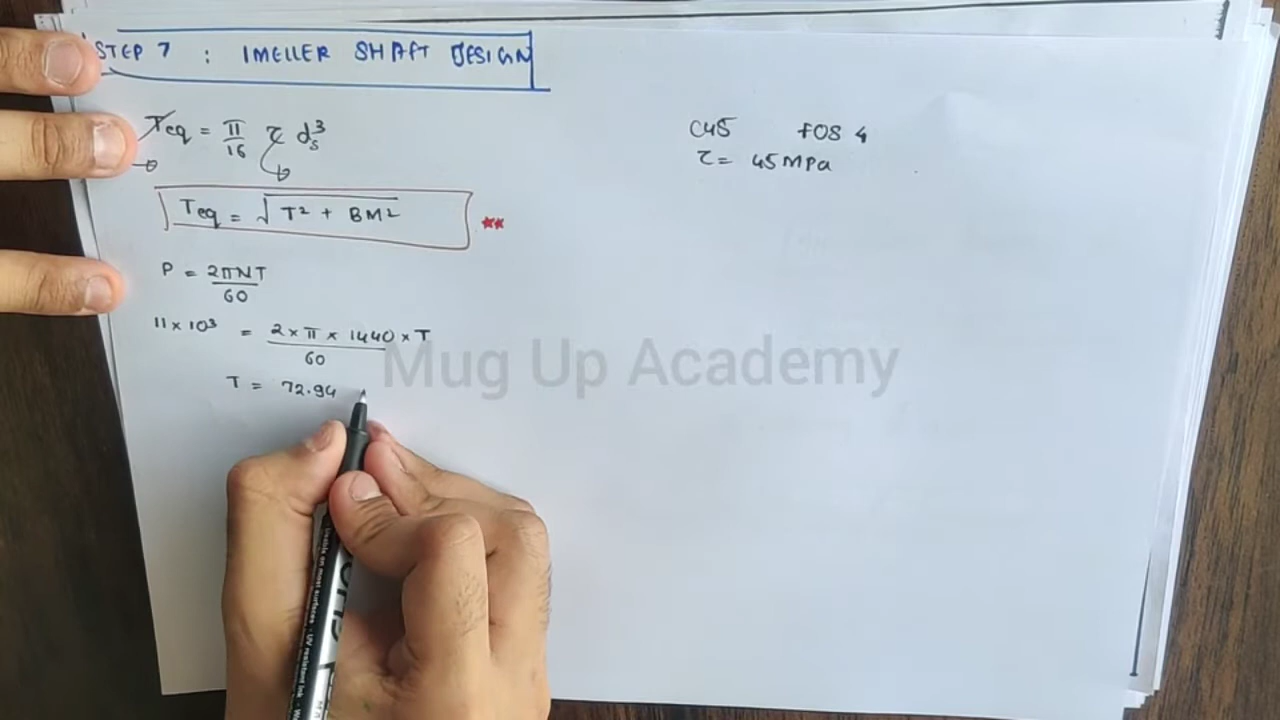 STEP 7 : IMELLER SHAFT DESIGN
Teq = π/16 τ ds³
C45 FOS 4
τ = 45 MPa
Teq = √T² + BM² **
P = 2πNT/60
11 × 10³ = 2 × π × 1440 × T/60
T = 72.94
Mug Up Academy